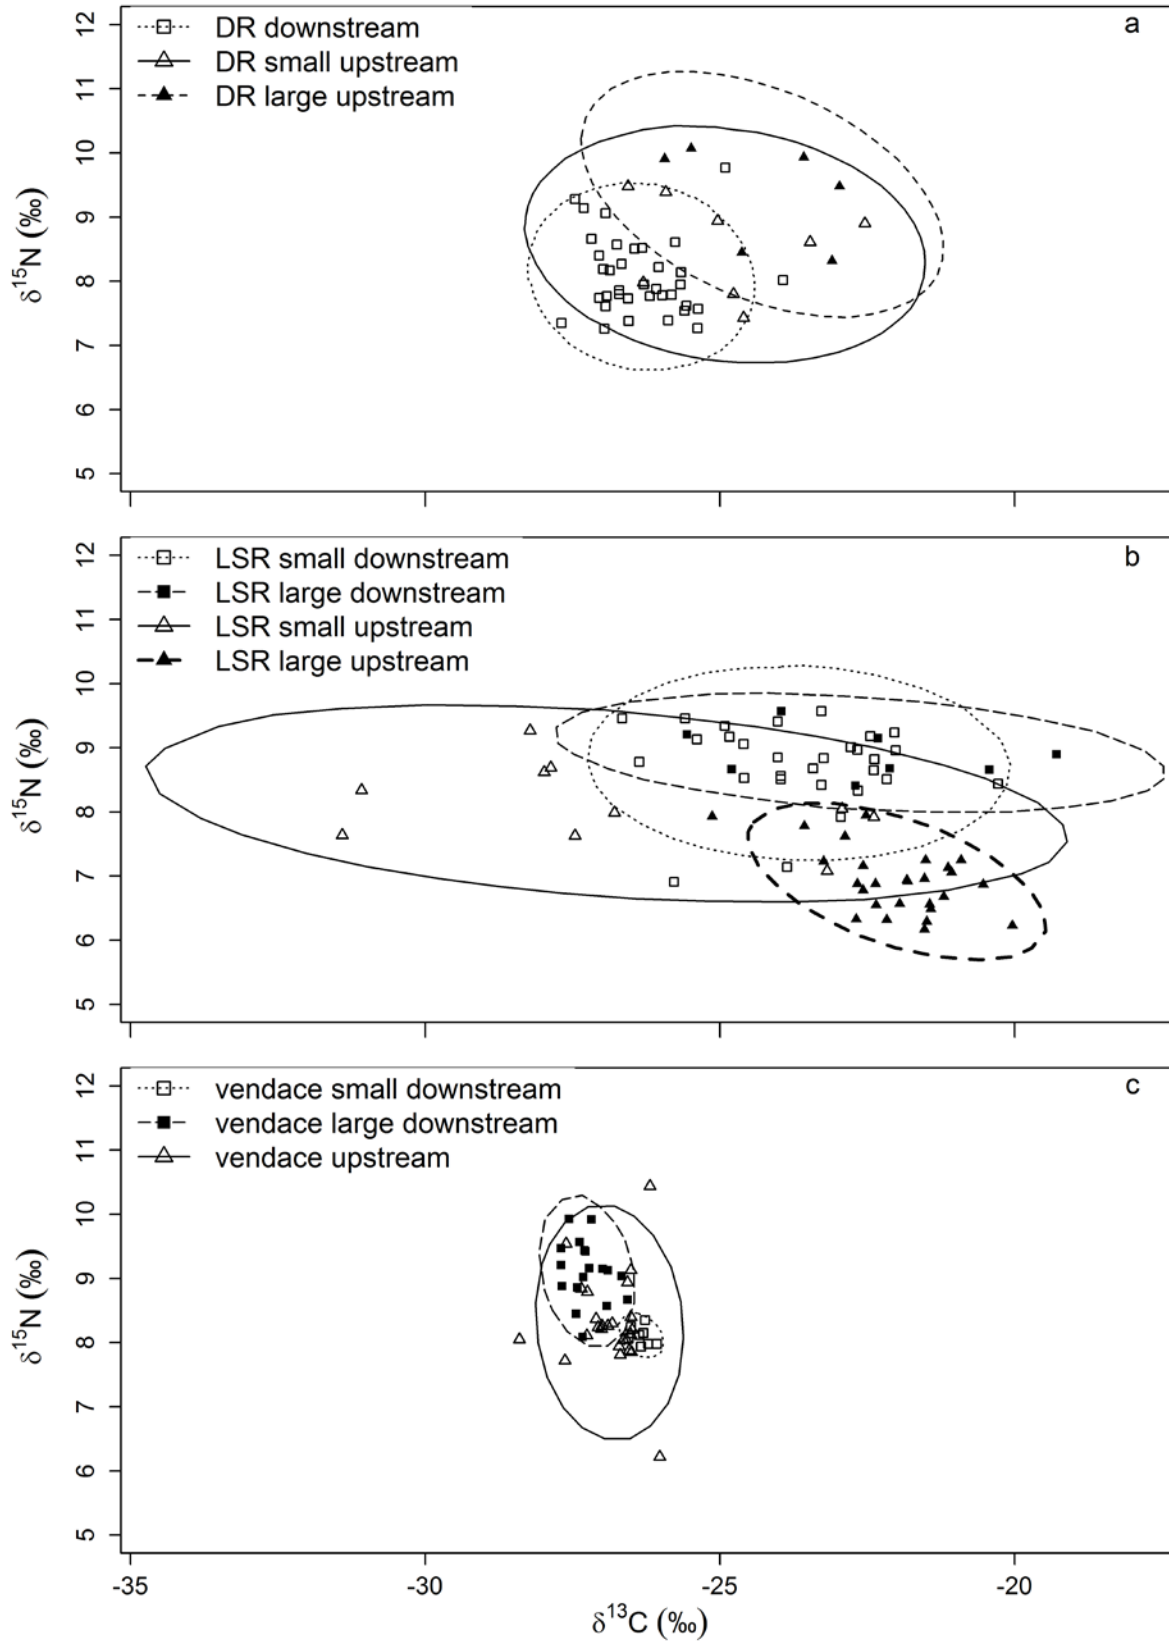 a
DR downstream
DR small upstream
DR large upstream
12
11
10
9
8
7
6
5
δ¹⁵N (‰)
b
LSR small downstream
LSR large downstream
LSR small upstream
LSR large upstream
12
11
10
9
8
7
6
5
δ¹⁵N (‰)
c
vendace small downstream
vendace large downstream
vendace upstream
12
11
10
9
8
7
6
5
δ¹⁵N (‰)
-35 -30 -25 -20
δ¹³C (‰)